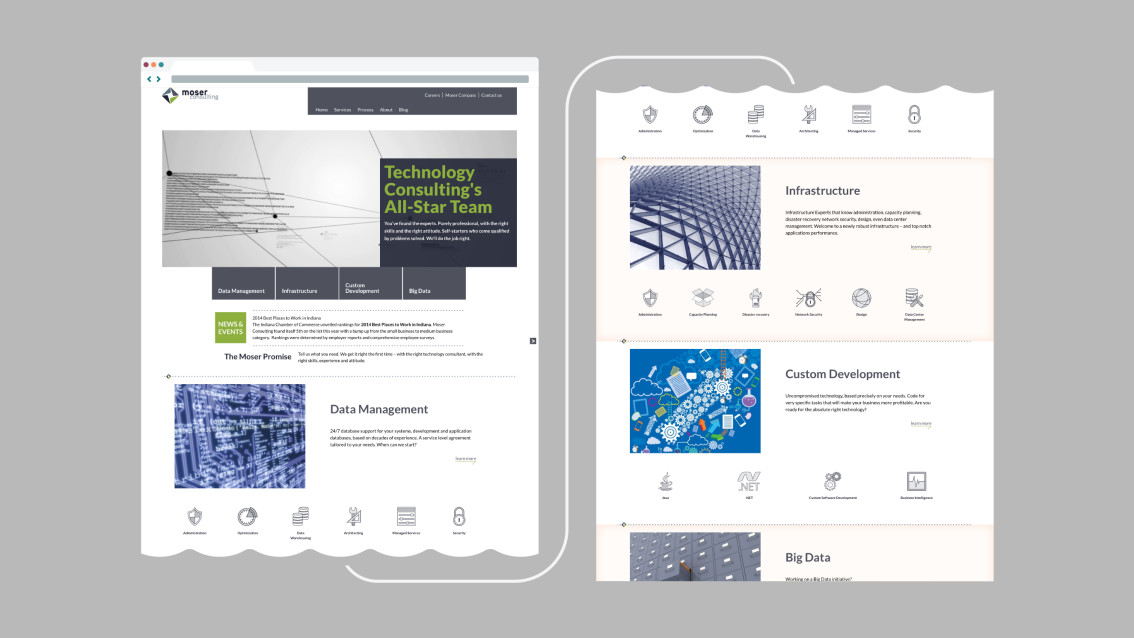 moser
consulting
Careers | Moser Compass | Contact us
Home Services Process About Blog
Technology
Consulting's
All-Star Team
You've found the experts. Purely professional, with the right
skills and the right attitude. Self-starters who come qualified
by problems solved. We'll do the job right.
Data Management
Infrastructure
Custom
Development
Big Data
NEWS &
EVENTS
2014 Best Places to Work in Indiana
The Indiana Chamber of Commerce unveiled rankings for 2014 Best Places to Work in Indiana. Moser
Consulting found itself 5th on the list this year with a bump up from the small business to medium business
category. Rankings were determined by employer reports and comprehensive employee surveys
The Moser Promise
Tell us what you need. We get it right the first time – with the right technology consultant, with the
right skills, experience and attitude.
Data Management
24/7 database support for your systems, development and application
databases, based on decades of experience. A service level agreement
tailored to your needs. When can we start?
learn more
Administration
Optimization
Data
Warehousing
Architecting
Managed Services
Security
Administration
Optimization
Data
Warehousing
Architecting
Managed Services
Security
Infrastructure
Infrastructure Experts that know administration, capacity planning,
disaster recovery network security, design, even data center
management. Welcome to a newly robust infrastructure – and top notch
applications performance.
learn more
Administration
Capacity Planning
Disaster recovery
Network Security
Design
Data Center
Management
Custom Development
Uncompromised technology, based precisely on your needs. Code for
very specific tasks that will make your business more profitable. Are you
ready for the absolute right technology?
learn more
Java
.NET
.NET
Custom Software Development
Business Intelligence
Big Data
Working on a Big Data initiative?